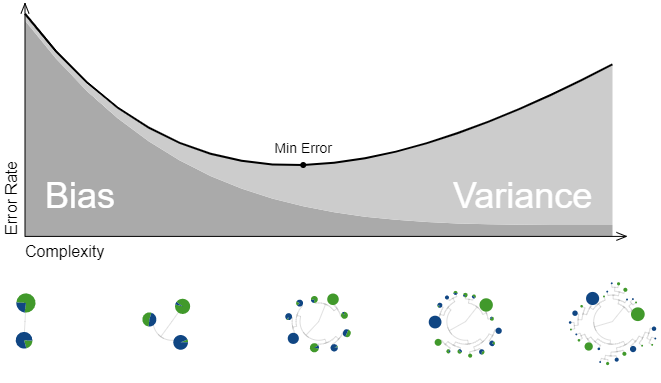 Min Error
Bias
Variance
Error Rate
Complexity